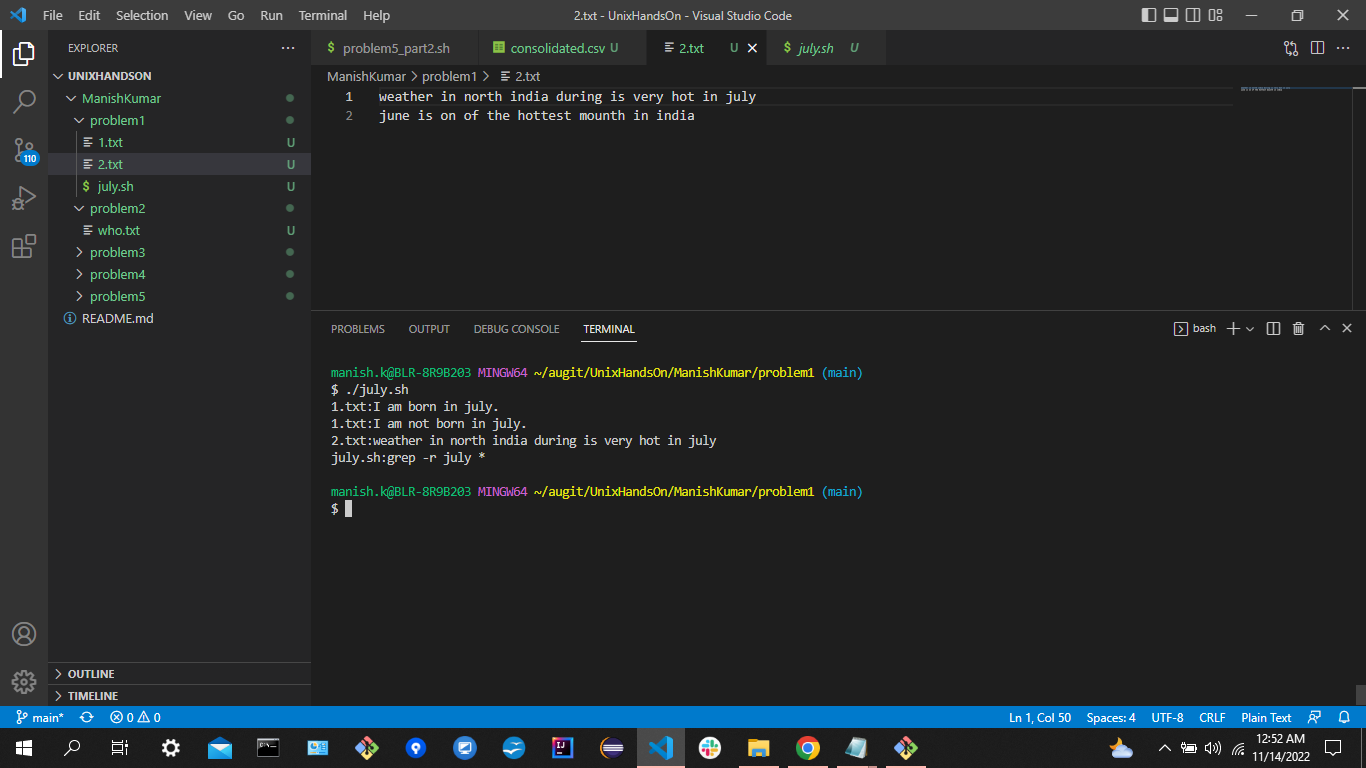 File Edit Selection View Go Run Terminal Help 2.txt - UnixHandsOn - Visual Studio Code
EXPLORER
UNIXHANDSON
ManishKumar
problem1
1.txt U
2.txt U
july.sh U
problem2
who.txt U
problem3
problem4
problem5
README.md
OUTLINE
TIMELINE
110
problem5_part2.sh consolidated.csv U 2.txt U july.sh U
ManishKumar > problem1 > 2.txt
1 weather in north india during is very hot in july
2 june is on of the hottest mounth in india
PROBLEMS OUTPUT DEBUG CONSOLE TERMINAL bash
manish.k@BLR-8R9B203 MINGW64 ~/augit/UnixHandsOn/ManishKumar/problem1 (main)
$ ./july.sh
1.txt:I am born in july.
1.txt:I am not born in july.
2.txt:weather in north india during is very hot in july
july.sh:grep -r july *
manish.k@BLR-8R9B203 MINGW64 ~/augit/UnixHandsOn/ManishKumar/problem1 (main)
$
main* 0 0 Ln 1, Col 50 Spaces: 4 UTF-8 CRLF Plain Text
12:52 AM
11/14/2022